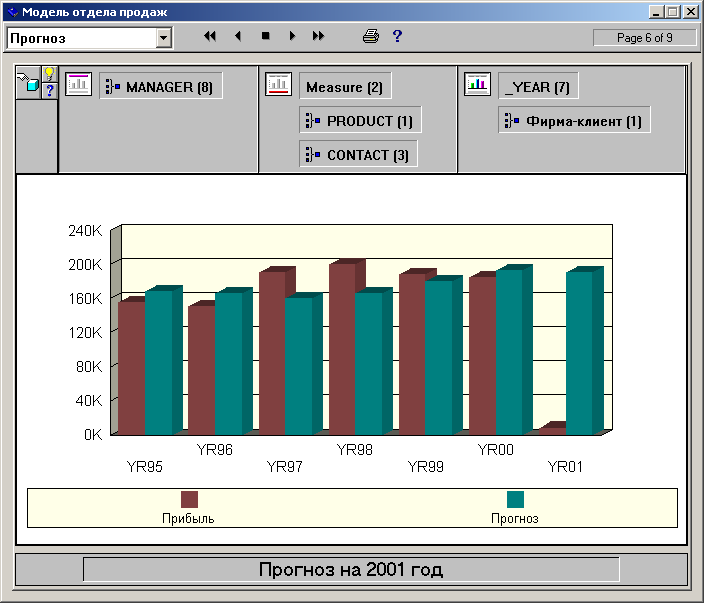 Модель отдела продаж
Прогноз
?
Page 6 of 9
?
MANAGER (8)
Measure (2)
PRODUCT (1)
CONTACT (3)
_YEAR (7)
Фирма-клиент (1)
240K
200K
160K
120K
80K
40K
0K
YR95
YR96
YR97
YR98
YR99
YR00
YR01
Прибыль
Прогноз
Прогноз на 2001 год